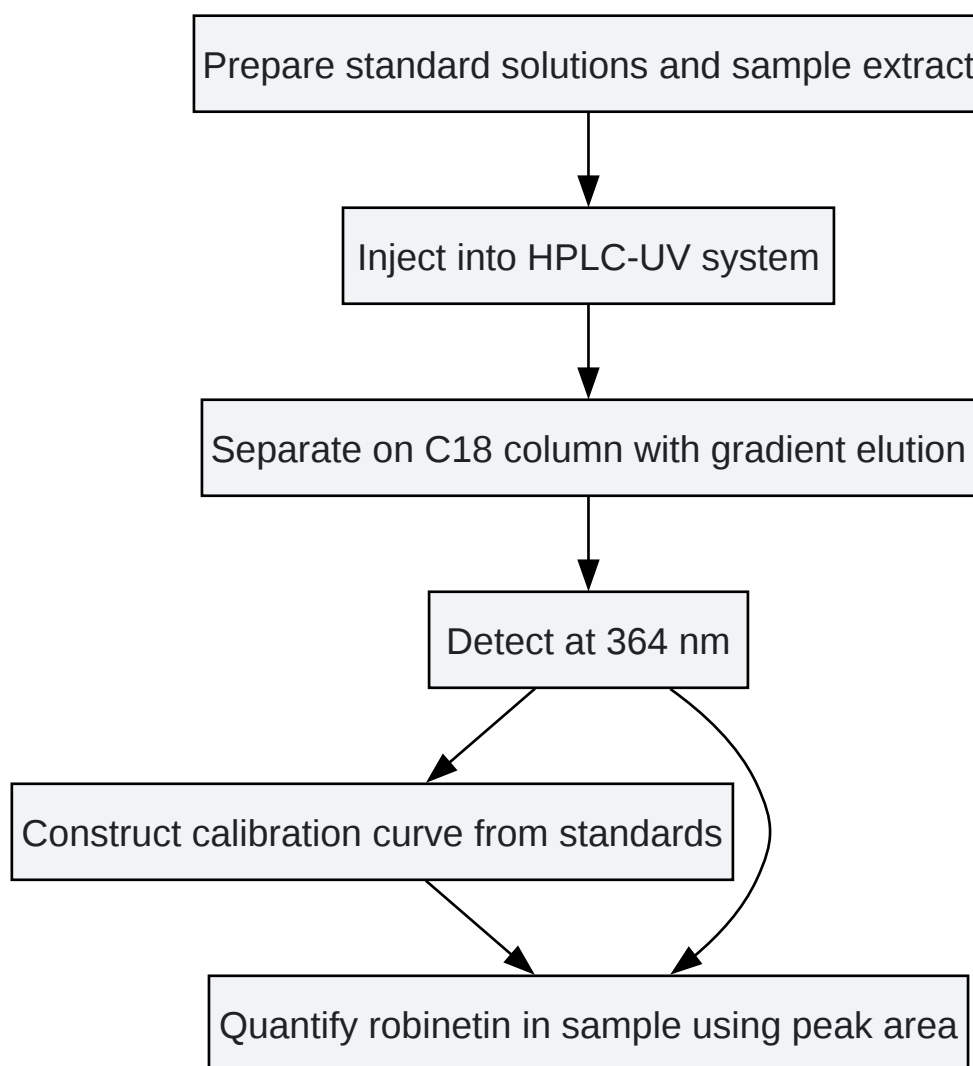 Prepare standard solutions and sample extract
Inject into HPLC-UV system
Separate on C18 column with gradient elution
Detect at 364 nm
Construct calibration curve from standards
Quantify robinetin in sample using peak area